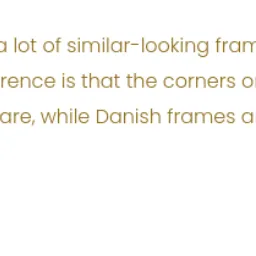 a lot of similar-looking fram
rence is that the corners o
are, while Danish frames a